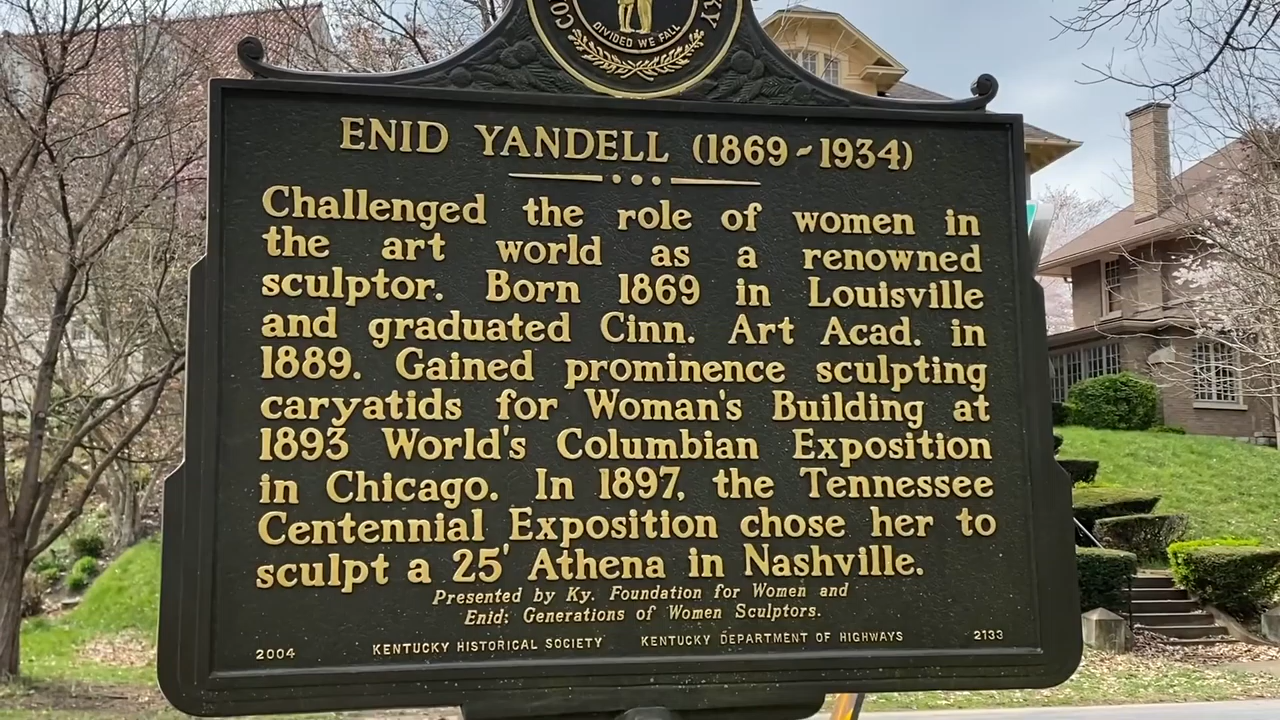 DIVIDED WE FALL
ENID YANDELL (1869-1934)
Challenged the role of women in
the art world as a renowned
sculptor. Born 1869 in Louisville
and graduated Cinn. Art Acad. in
1889. Gained prominence sculpting
caryatids for Woman's Building at
1893 World's Columbian Exposition
in Chicago. In 1897, the Tennessee
Centennial Exposition chose her to
sculpt a 25' Athena in Nashville.
Presented by Ky. Foundation for Women and
Enid: Generations of Women Sculptors.
2004 KENTUCKY HISTORICAL SOCIETY KENTUCKY DEPARTMENT OF HIGHWAYS 2133